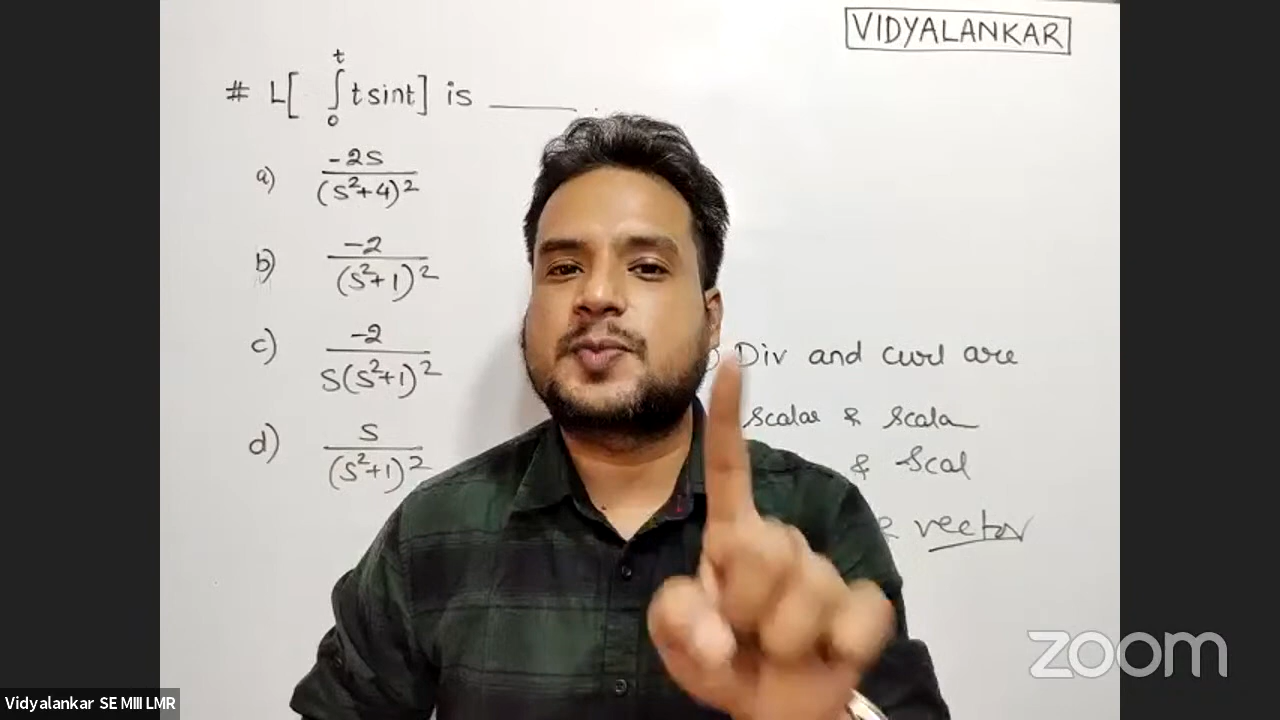 VIDYALANKAR
# L[ ∫₀ᵗ t sint] is ______.
a) -2s/(s²+4)²
b) -2/(s²+1)²
c) -2/s(s²+1)²
d) s/(s²+1)²
Div and curl are
scalar & scala
& scal
& vector
zoom
Vidyalankar SE MIII LMR